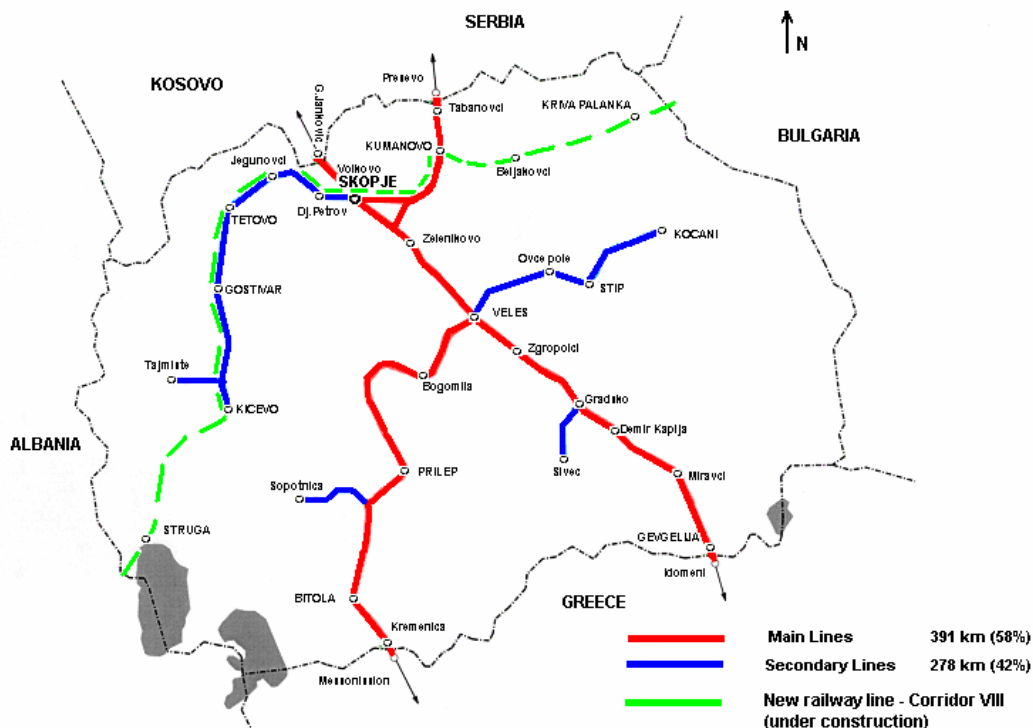 SERBIA
N
KOSOVO
Presevo
Tabanovci
G.Jankovic
KRIVA PALANKA
BULGARIA
KUMANOVO
Volkovo
Beljakovci
Jegunovci
SKOPJE
Dj. Petrov
TETOVO
Zelenikovo
KOCANI
Ovce pole
STIP
GOSTIVAR
VELES
Zgropolci
Tajmiste
Bogomila
Gradsko
KICEVO
Demir Kapija
ALBANIA
Sivec
PRILEP
Miravci
Sopotnica
STRUGA
GEVGELIJA
Idomeni
BITOLA
GREECE
Kremenica
Main Lines 391 km (58%)
Secondary Lines 278 km (42%)
New railway line - Corridor VIII
(under construction)